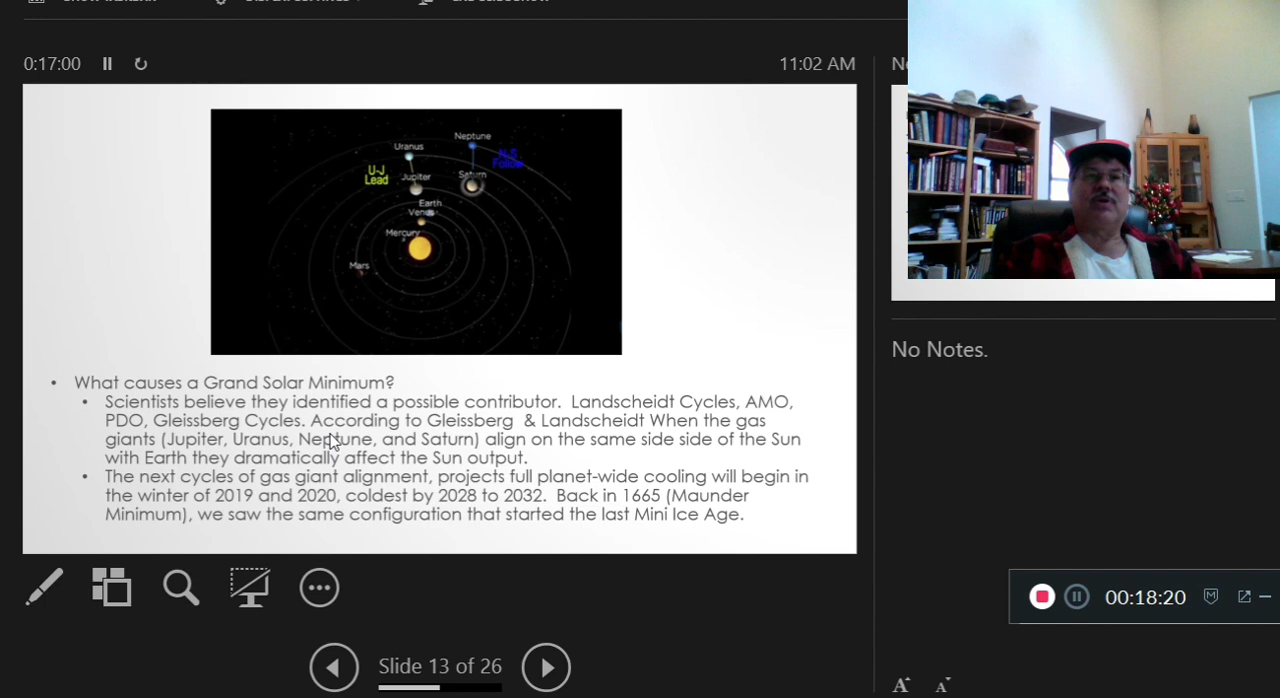 0:17:00
11:02 AM
No
Neptune
Uranus
N-S
Follow
U-J
Lead
Jupiter
Saturn
Earth
Venus
Mercury
Mars
• What causes a Grand Solar Minimum?
• Scientists believe they identified a possible contributor. Landscheidt Cycles, AMO,
PDO, Gleissberg Cycles. According to Gleissberg & Landscheidt When the gas
giants (Jupiter, Uranus, Neptune, and Saturn) align on the same side side of the Sun
with Earth they dramatically affect the Sun output.
• The next cycles of gas giant alignment, projects full planet-wide cooling will begin in
the winter of 2019 and 2020, coldest by 2028 to 2032. Back in 1665 (Maunder
Minimum), we saw the same configuration that started the last Mini Ice Age.
No Notes.
00:18:20
Slide 13 of 26
A A